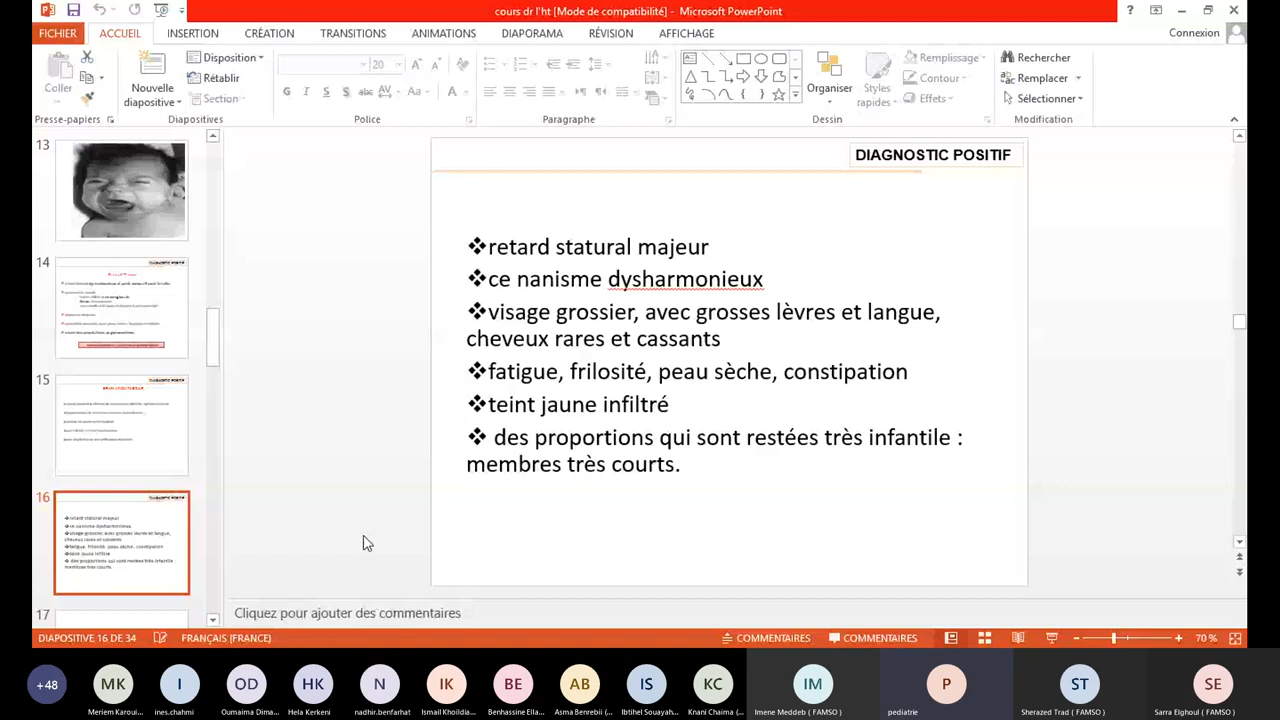 cours dr l'ht [Mode de compatibilité] - Microsoft PowerPoint
FICHIER ACCUEIL INSERTION CRÉATION TRANSITIONS ANIMATIONS DIAPORAMA RÉVISION AFFICHAGE Connexion
Coller
Nouvelle
diapositive
Disposition
Rétablir
Section
20
Organiser
Styles
rapides
Remplissage
Contour
Effets
Rechercher
Remplacer
Sélectionner
Presse-papiers Diapositives Police Paragraphe Dessin Modification
13
14
15
16
17
DIAGNOSTIC POSITIF
❖retard statural majeur
❖ce nanisme dysharmonieux
❖visage grossier, avec grosses lèvres et langue,
cheveux rares et cassants
❖fatigue, frilosité, peau sèche, constipation
❖teint jaune infiltré
❖ des proportions qui sont restées très infantile :
membres très courts.
Cliquez pour ajouter des commentaires
DIAPOSITIVE 16 DE 34 FRANÇAIS (FRANCE) COMMENTAIRES COMMENTAIRES 70 %
+48 MK I OD HK N IK BE AB IS KC IM P ST SE
Meriem Karoui... ines.chahmi Oumaima Dima... Hela Kerkeni nadhir.benfarhat Ismail Kholidia... Benhassine Ella... Asma Benrebii (... Ibtihel Souayah... Knani Chaima (... Imene Meddeb ( FAMSO ) pediatrie Sherazed Trad ( FAMSO ) Sarra Elghoul ( FAMSO )